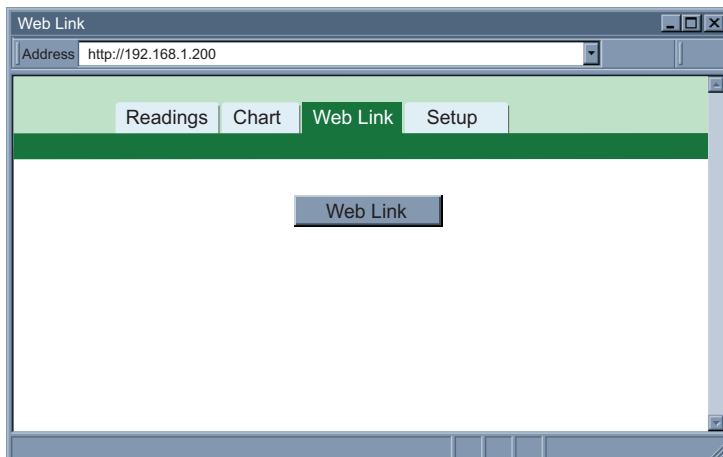 Web Link
Address http://192.168.1.200
Readings Chart Web Link Setup
Web Link